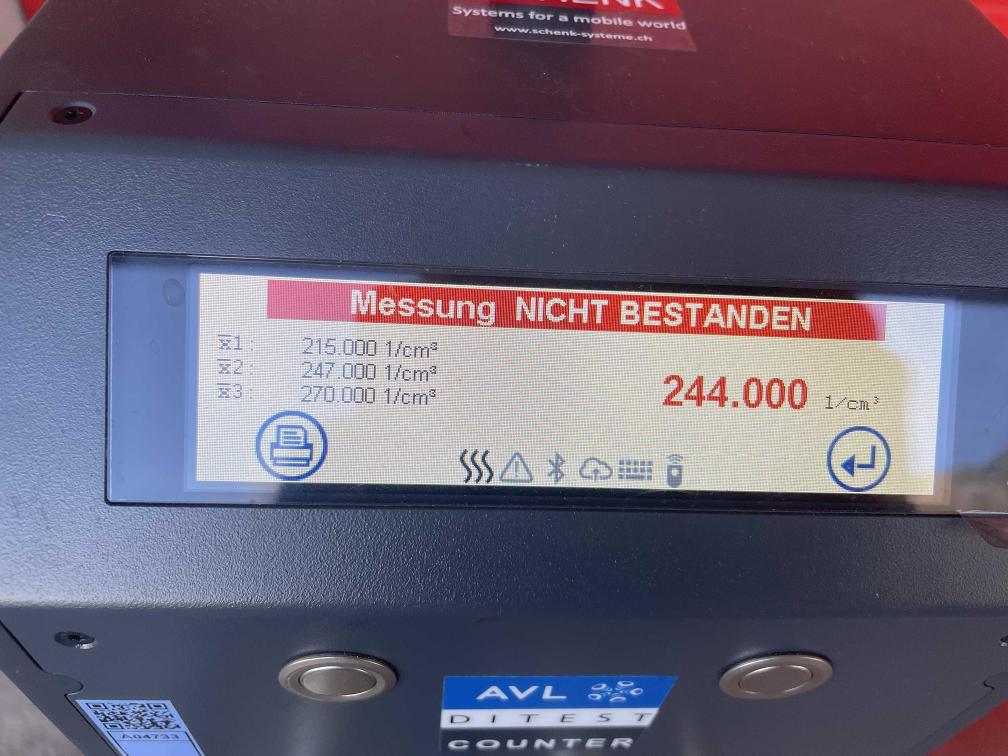 Systems for a mobile world
www.schenk-systeme.ch
Messung NICHT BESTANDEN
x̅1: 215.000 1/cm³
x̅2: 247.000 1/cm³
x̅3: 270.000 1/cm³
244.000 1/cm³
AVL
DITEST
COUNTER
A04733